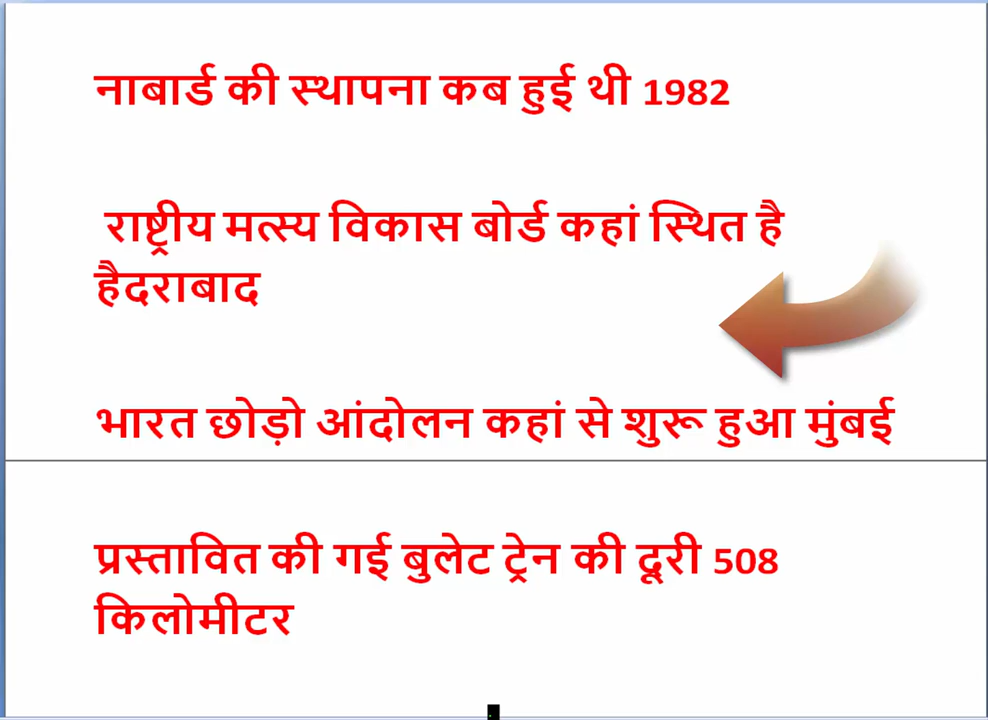 नाबार्ड की स्थापना कब हुई थी 1982
राष्ट्रीय मत्स्य विकास बोर्ड कहां स्थित है
हैदराबाद
भारत छोड़ो आंदोलन कहां से शुरू हुआ मुंबई
प्रस्तावित की गई बुलेट ट्रेन की दूरी 508
किलोमीटर